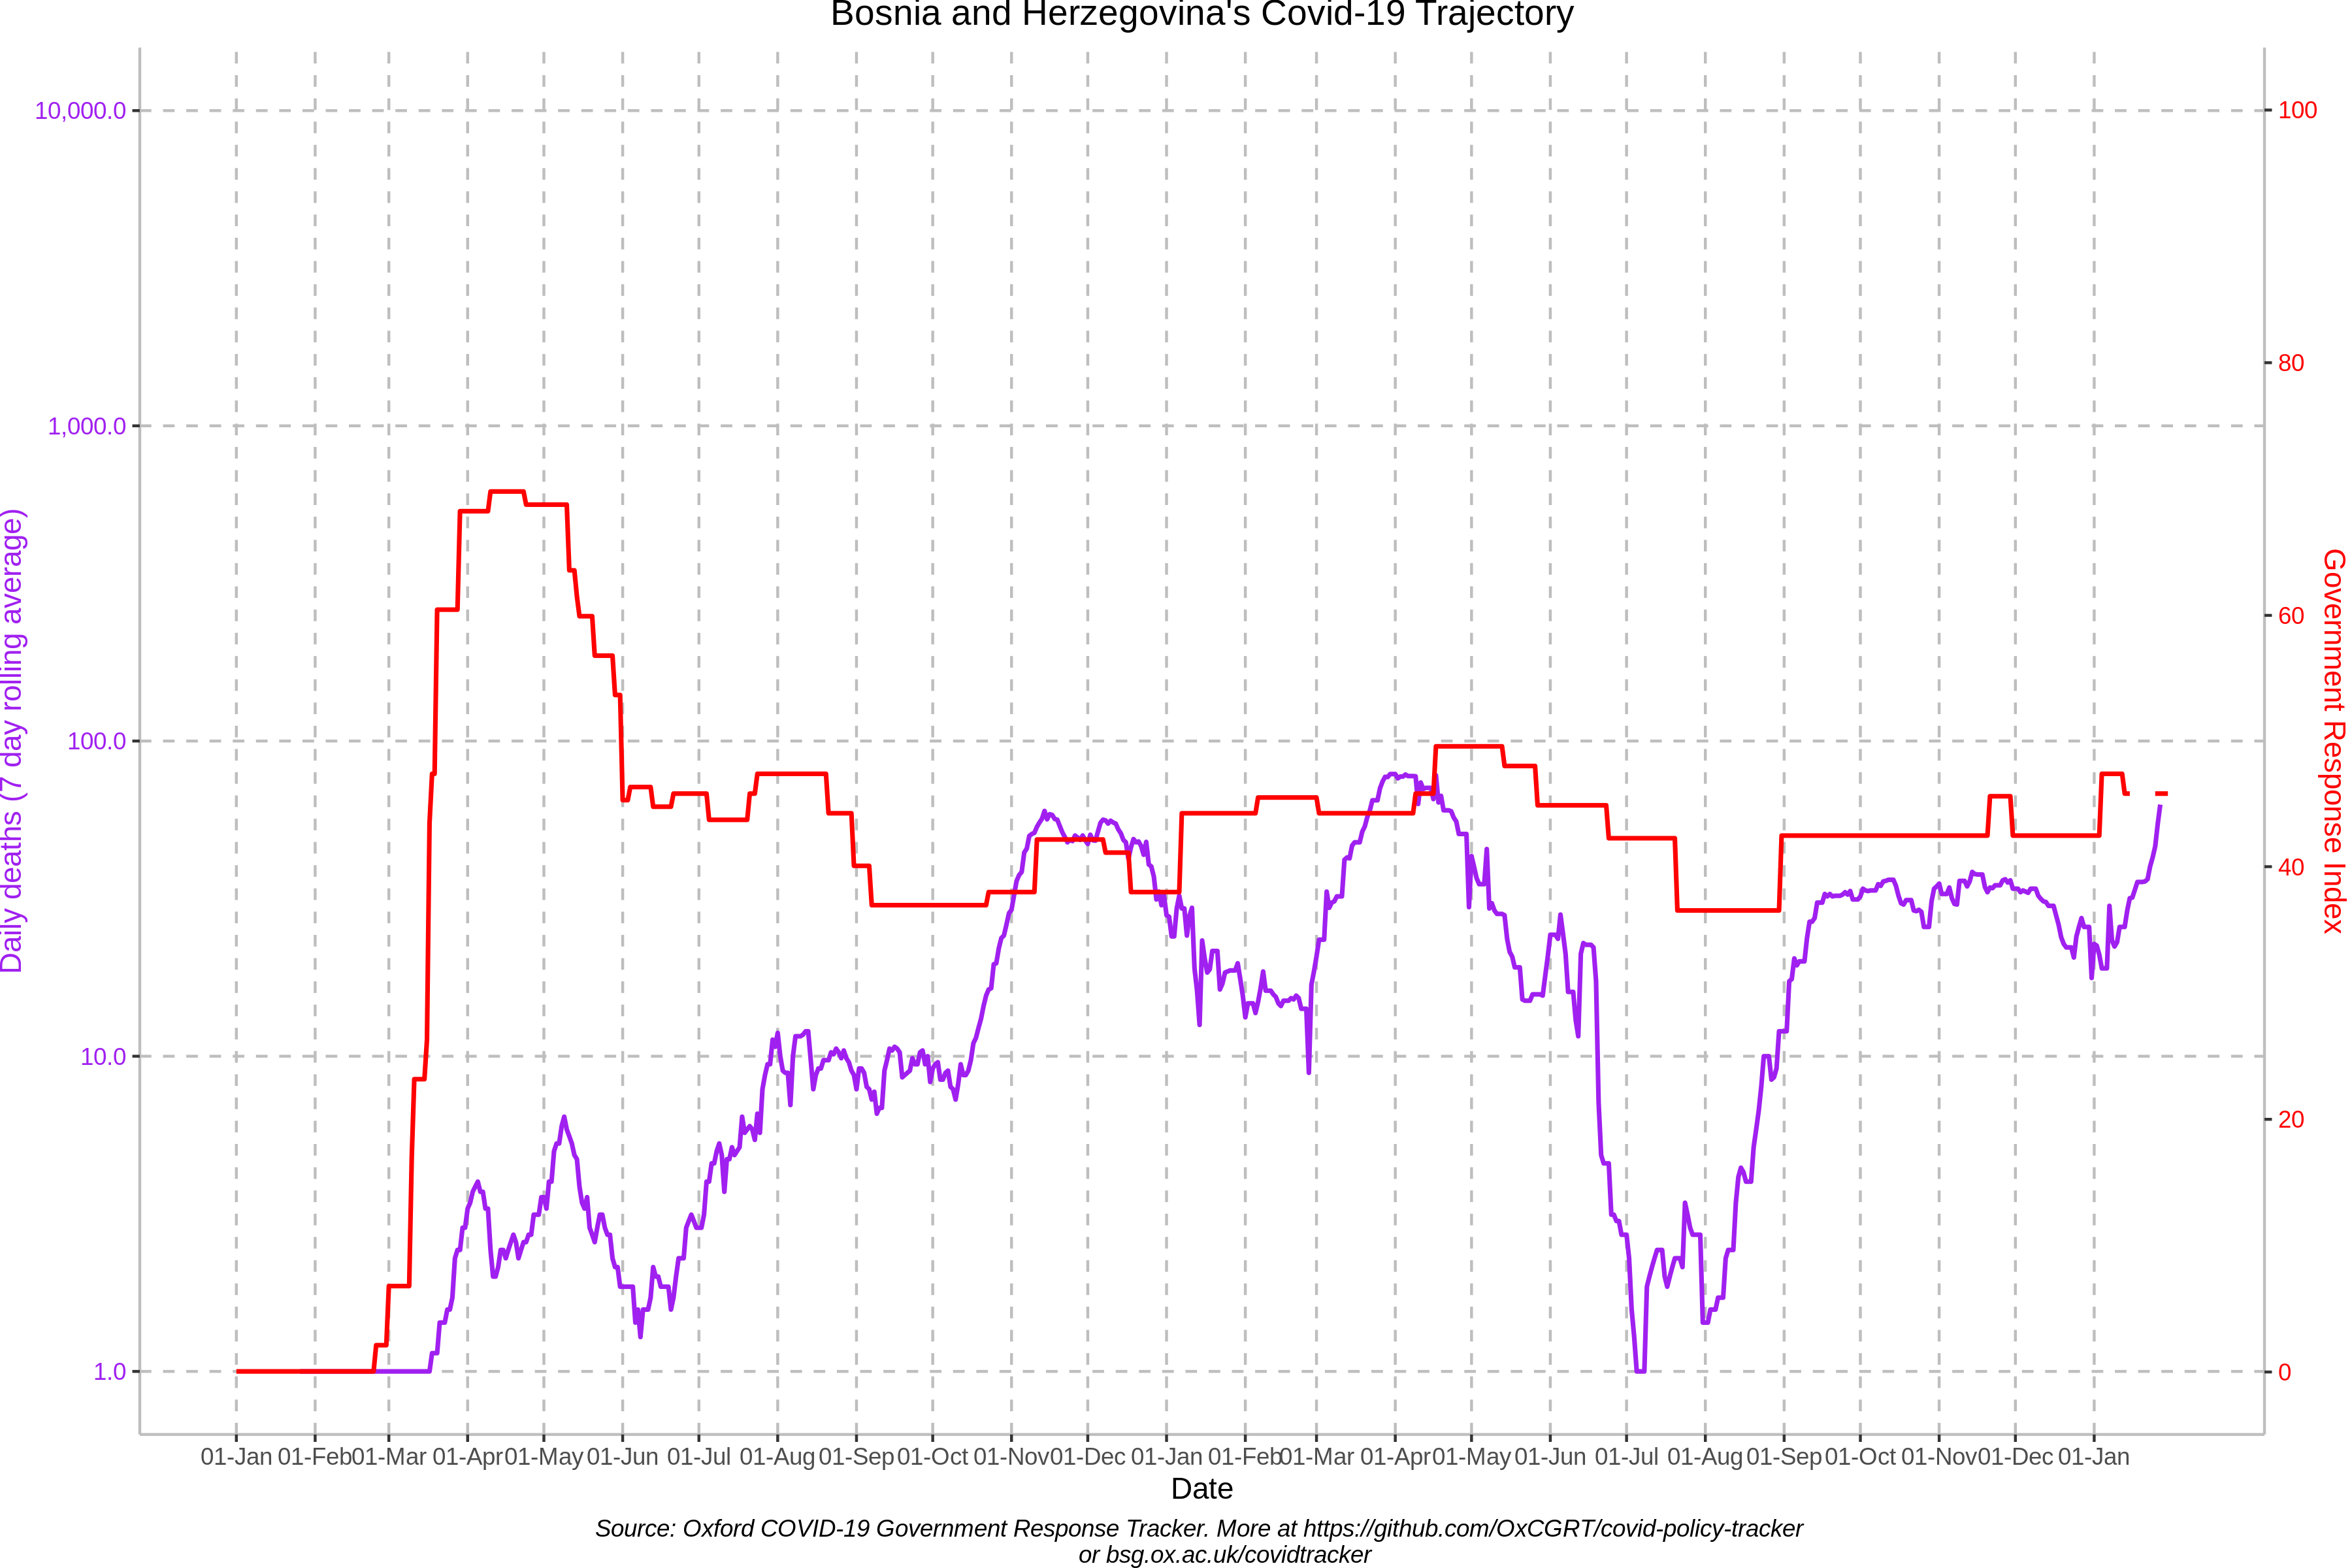 Bosnia and Herzegovina's Covid-19 Trajectory
Daily deaths (7 day rolling average)
10,000.0
1,000.0
100.0
10.0
1.0
100
80
60
40
20
0
Government Response Index
01-Jan 01-Feb 01-Mar 01-Apr 01-May 01-Jun 01-Jul 01-Aug 01-Sep 01-Oct 01-Nov 01-Dec 01-Jan 01-Feb 01-Mar 01-Apr 01-May 01-Jun 01-Jul 01-Aug 01-Sep 01-Oct 01-Nov 01-Dec 01-Jan
Date
Source: Oxford COVID-19 Government Response Tracker. More at https://github.com/OxCGRT/covid-policy-tracker
or bsg.ox.ac.uk/covidtracker